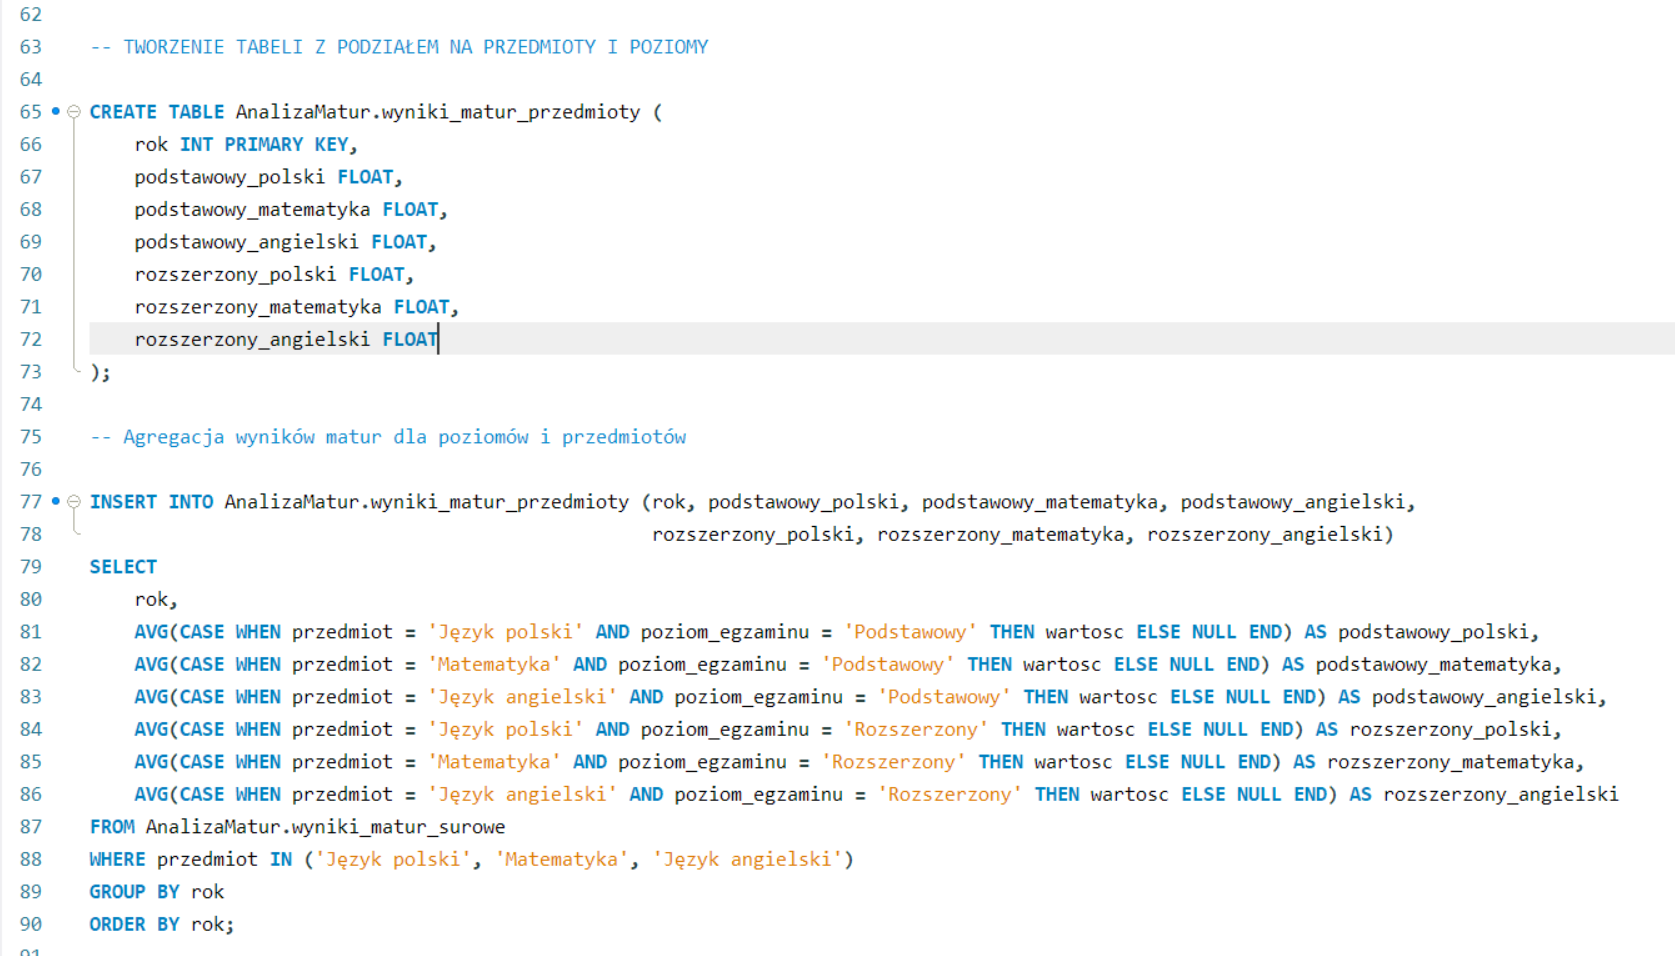 62
63 -- TWORZENIE TABELI Z PODZIAŁEM NA PRZEDMIOTY I POZIOMY
64
65 CREATE TABLE AnalizaMatur.wyniki_matur_przedmioty (
66 rok INT PRIMARY KEY,
67 podstawowy_polski FLOAT,
68 podstawowy_matematyka FLOAT,
69 podstawowy_angielski FLOAT,
70 rozszerzony_polski FLOAT,
71 rozszerzony_matematyka FLOAT,
72 rozszerzony_angielski FLOAT
73 );
74
75 -- Agregacja wyników matur dla poziomów i przedmiotów
76
77 INSERT INTO AnalizaMatur.wyniki_matur_przedmioty (rok, podstawowy_polski, podstawowy_matematyka, podstawowy_angielski,
78 rozszerzony_polski, rozszerzony_matematyka, rozszerzony_angielski)
79 SELECT
80 rok,
81 AVG(CASE WHEN przedmiot = 'Język polski' AND poziom_egzaminu = 'Podstawowy' THEN wartosc ELSE NULL END) AS podstawowy_polski,
82 AVG(CASE WHEN przedmiot = 'Matematyka' AND poziom_egzaminu = 'Podstawowy' THEN wartosc ELSE NULL END) AS podstawowy_matematyka,
83 AVG(CASE WHEN przedmiot = 'Język angielski' AND poziom_egzaminu = 'Podstawowy' THEN wartosc ELSE NULL END) AS podstawowy_angielski,
84 AVG(CASE WHEN przedmiot = 'Język polski' AND poziom_egzaminu = 'Rozszerzony' THEN wartosc ELSE NULL END) AS rozszerzony_polski,
85 AVG(CASE WHEN przedmiot = 'Matematyka' AND poziom_egzaminu = 'Rozszerzony' THEN wartosc ELSE NULL END) AS rozszerzony_matematyka,
86 AVG(CASE WHEN przedmiot = 'Język angielski' AND poziom_egzaminu = 'Rozszerzony' THEN wartosc ELSE NULL END) AS rozszerzony_angielski
87 FROM AnalizaMatur.wyniki_matur_surowe
88 WHERE przedmiot IN ('Język polski', 'Matematyka', 'Język angielski')
89 GROUP BY rok
90 ORDER BY rok;
91